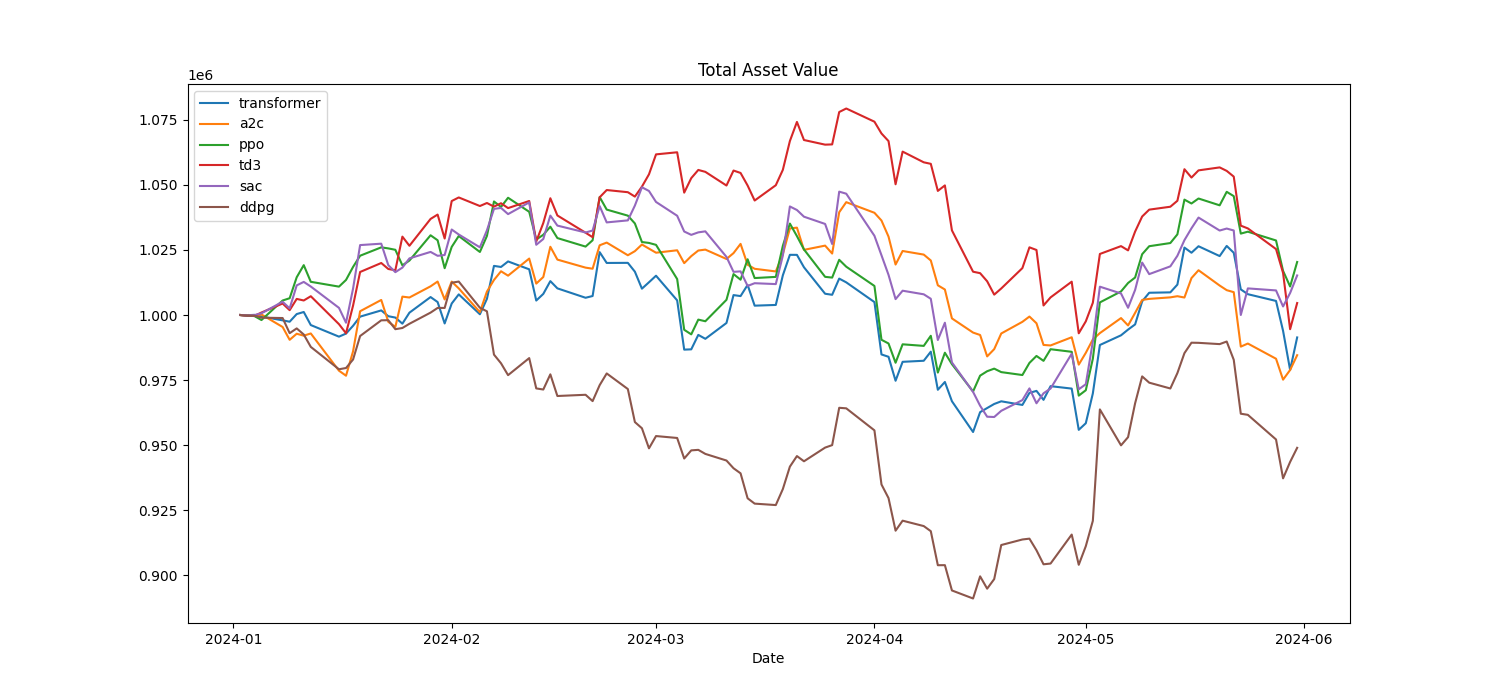 Total Asset Value
1e6
transformer
a2c
ppo
td3
sac
ddpg
1.075
1.050
1.025
1.000
0.975
0.950
0.925
0.900
2024-01 2024-02 2024-03 2024-04 2024-05 2024-06
Date